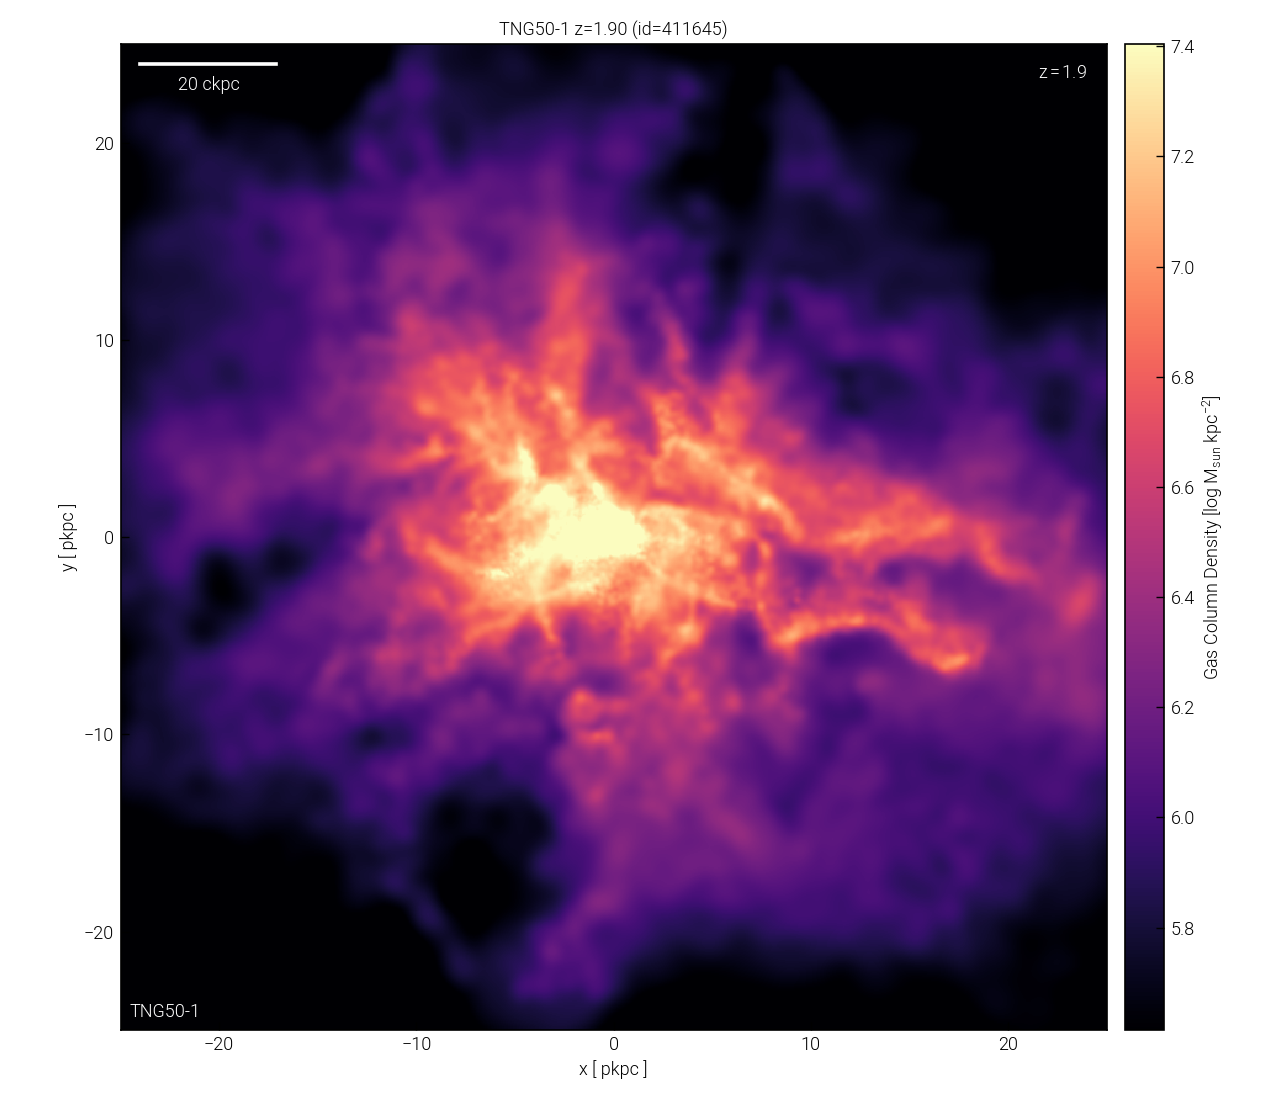 TNG50-1 z=1.90 (id=411645)
20 ckpc
z=1.9
TNG50-1
20
10
0
−10
−20
y [ pkpc ]
−20
−10
0
10
20
x [ pkpc ]
7.4
7.2
7.0
6.8
6.6
6.4
6.2
6.0
5.8
Gas Column Density [log Msun kpc−2]